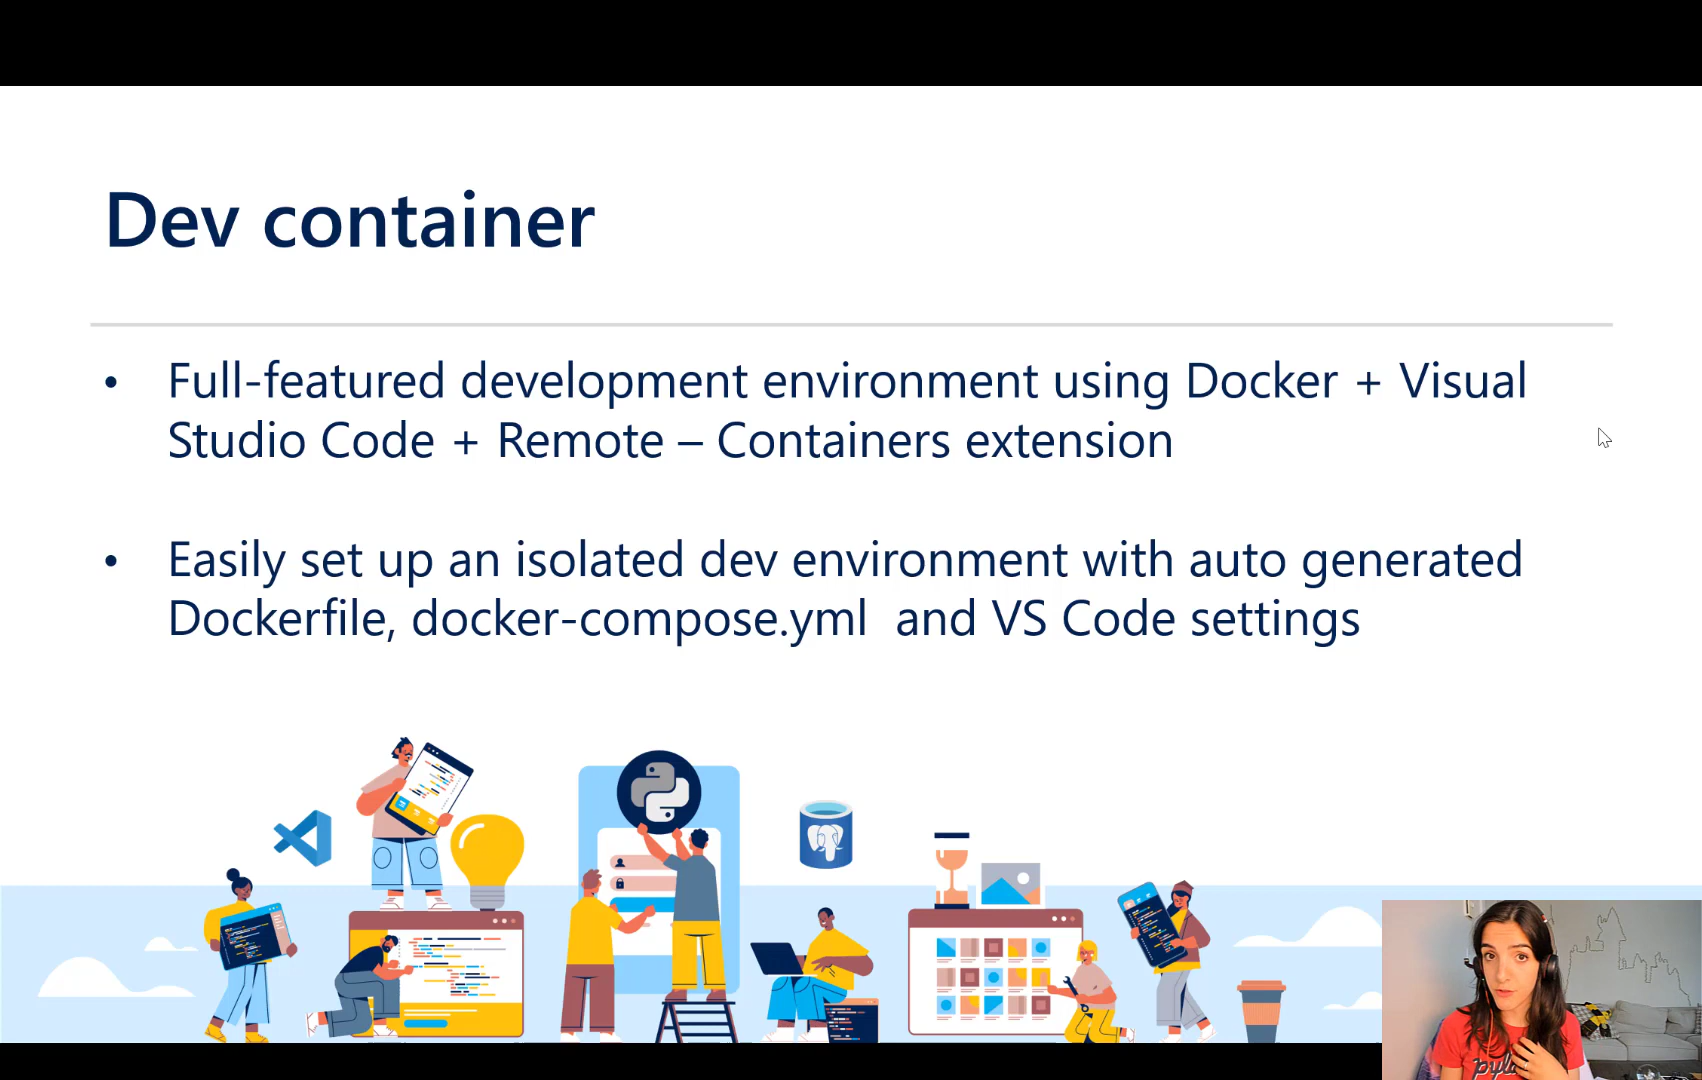 Dev container
• Full-featured development environment using Docker + Visual
Studio Code + Remote – Containers extension
• Easily set up an isolated dev environment with auto generated
Dockerfile, docker-compose.yml  and VS Code settings